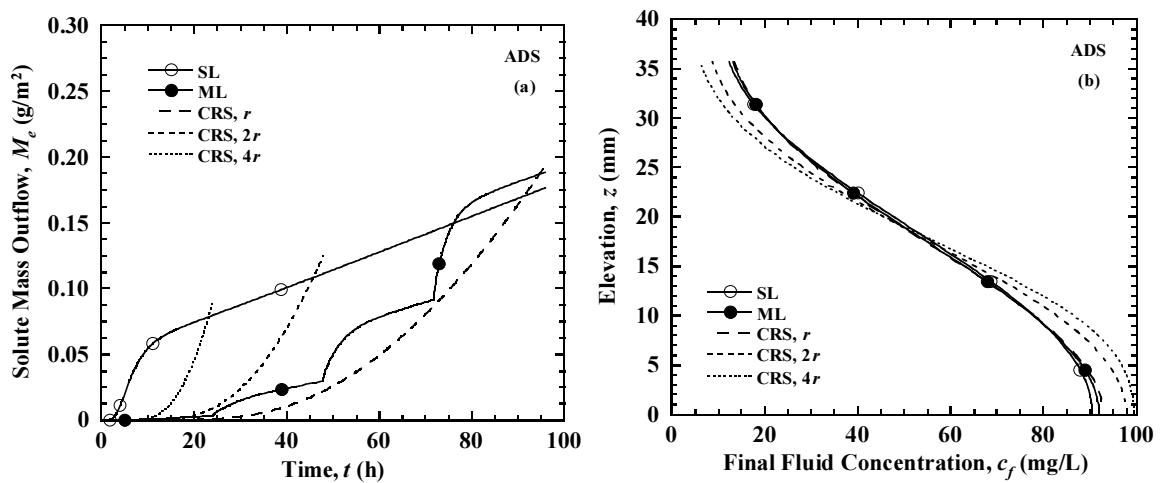 0.30
0.25
0.20
0.15
0.10
0.05
0
0
20
40
60
80
100
Solute Mass Outflow, M_e (g/m²)
Time, t (h)
ADS
(a)
SL
ML
CRS, r
CRS, 2r
CRS, 4r
40
35
30
25
20
15
10
5
0
0
20
40
60
80
100
Elevation, z (mm)
Final Fluid Concentration, c_f (mg/L)
ADS
(b)
SL
ML
CRS, r
CRS, 2r
CRS, 4r